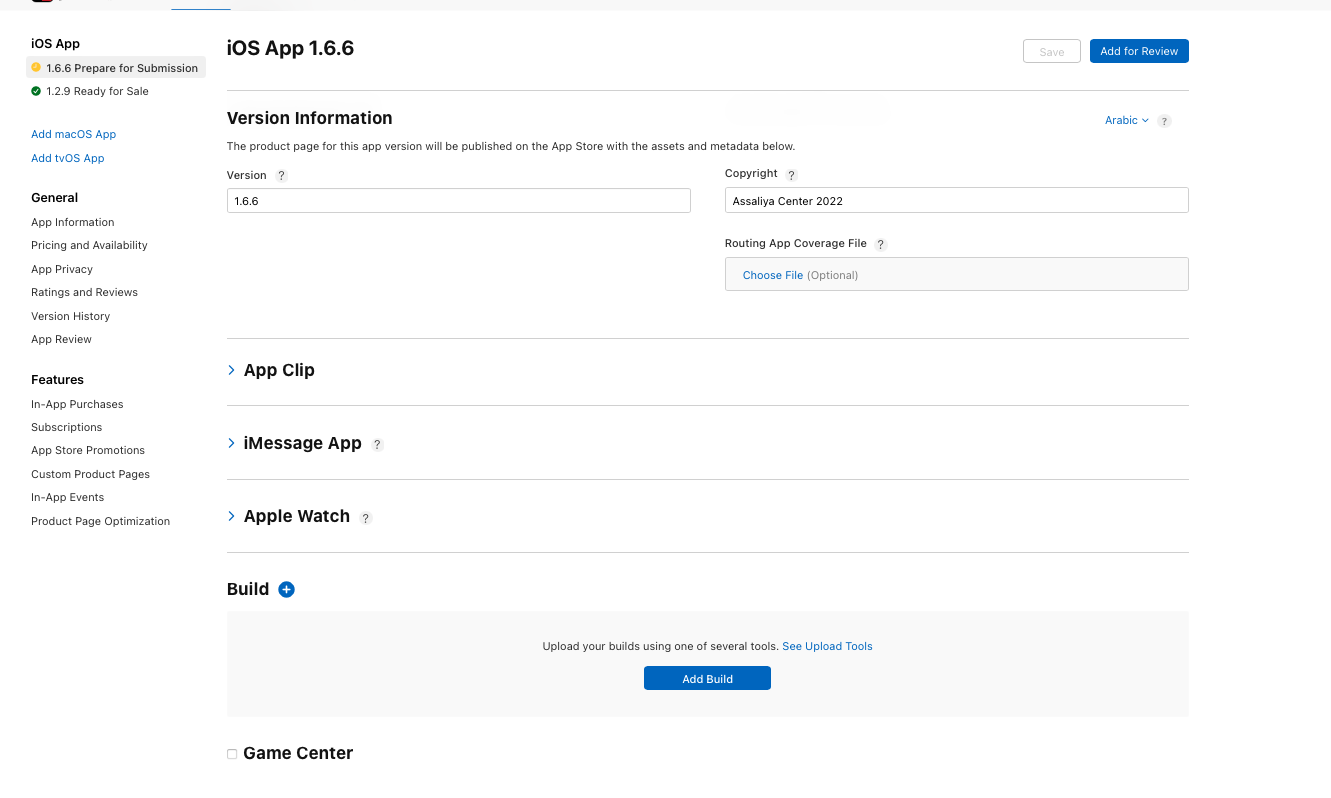 iOS App
1.6.6 Prepare for Submission
1.2.9 Ready for Sale
Add macOS App
Add tvOS App
General
App Information
Pricing and Availability
App Privacy
Ratings and Reviews
Version History
App Review
Features
In-App Purchases
Subscriptions
App Store Promotions
Custom Product Pages
In-App Events
Product Page Optimization
iOS App 1.6.6
Save
Add for Review
Version Information
Arabic
?
The product page for this app version will be published on the App Store with the assets and metadata below.
Version ?
1.6.6
Copyright ?
Assaliya Center 2022
Routing App Coverage File ?
Choose File (Optional)
App Clip
iMessage App ?
Apple Watch ?
Build
Upload your builds using one of several tools. See Upload Tools
Add Build
Game Center